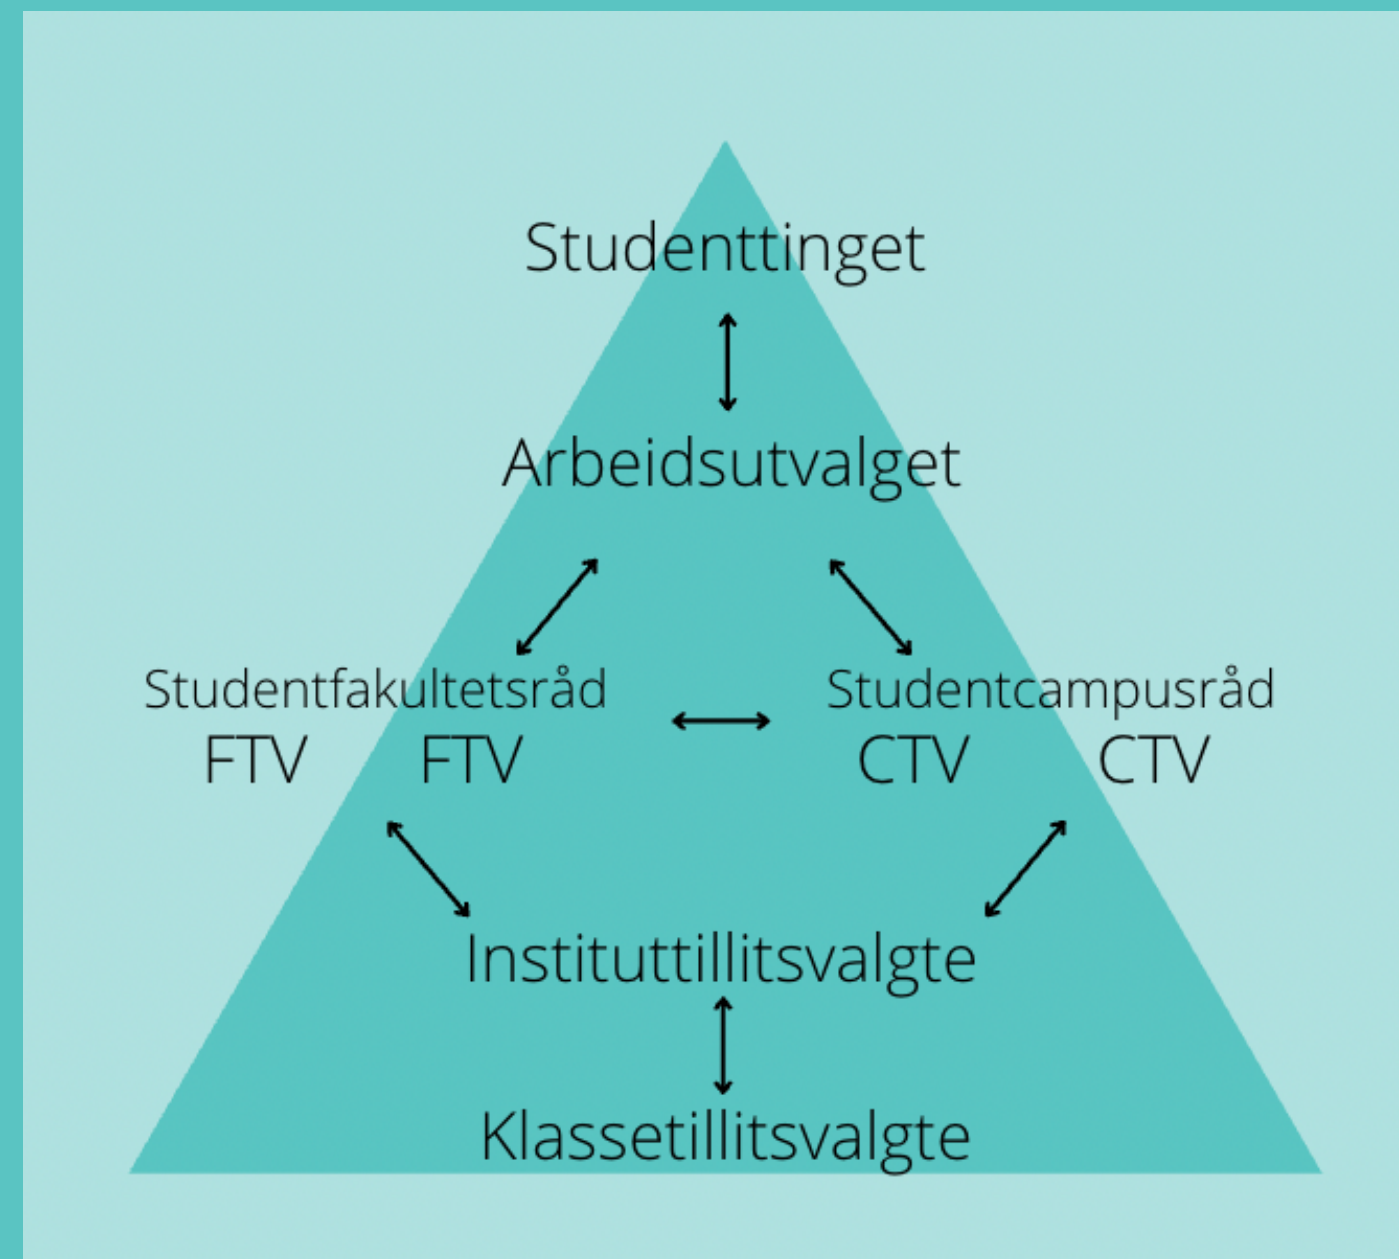 Studenttinget
Arbeidsutvalget
Studentfakultetsråd Studentcampusråd
FTV FTV CTV CTV
Instituttillitsvalgte
Klassetillitsvalgte